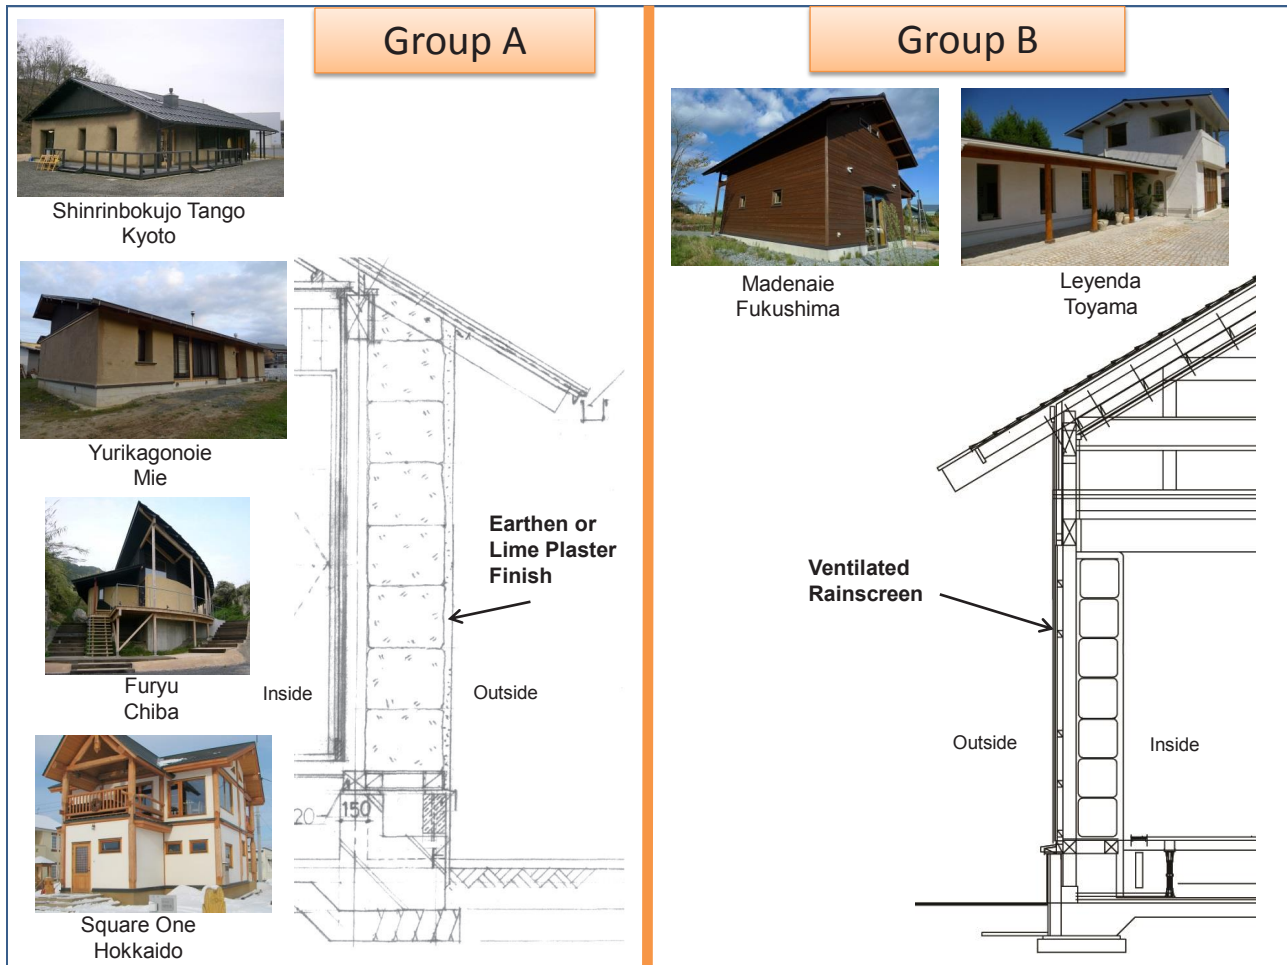 Group A
Shinrinbokujo Tango
Kyoto
Yurikagonoie
Mie
Furyu
Chiba
Square One
Hokkaido
Earthen or
Lime Plaster
Finish
Inside
Outside
20
150
Group B
Madenaie
Fukushima
Leyenda
Toyama
Ventilated
Rainscreen
Outside
Inside